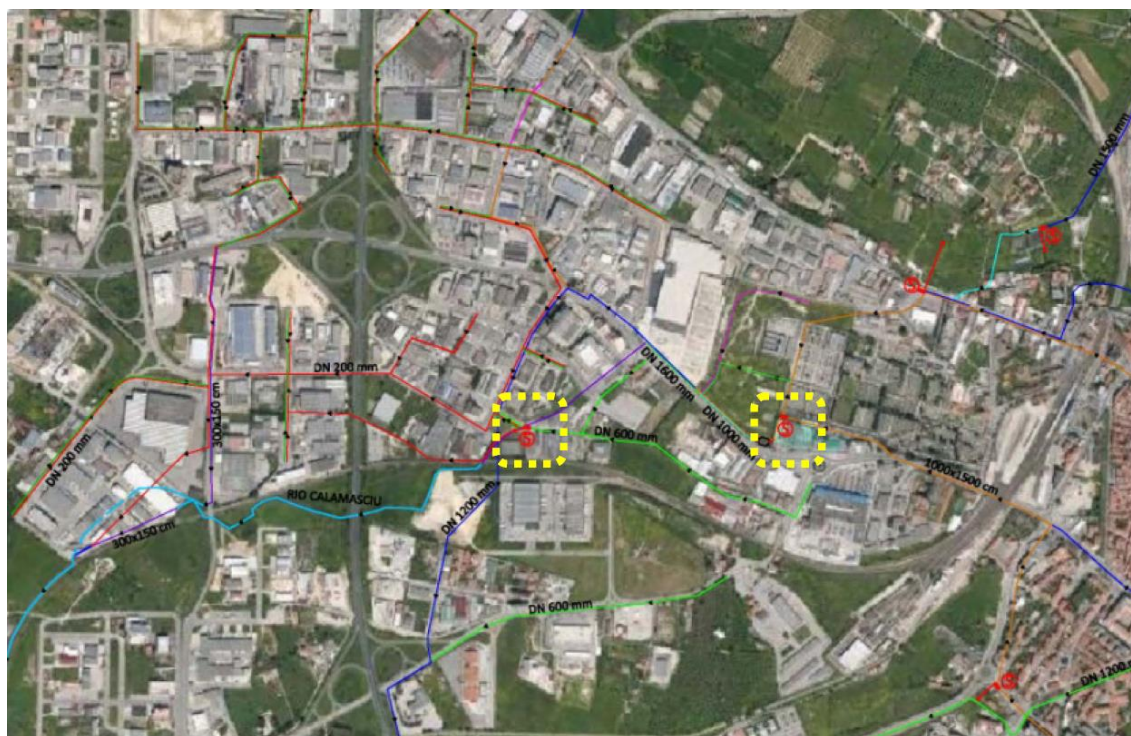 DN 1500 mm
S
S
DN 200 mm
DN 1600 mm
300x150 cm
DN 1000 mm
S
S
DN 600 mm
DN 200 mm
1000x1500 cm
RIO CALAMASCIU
DN 1200 mm
300x150 cm
DN 600 mm
S
DN 1200 m